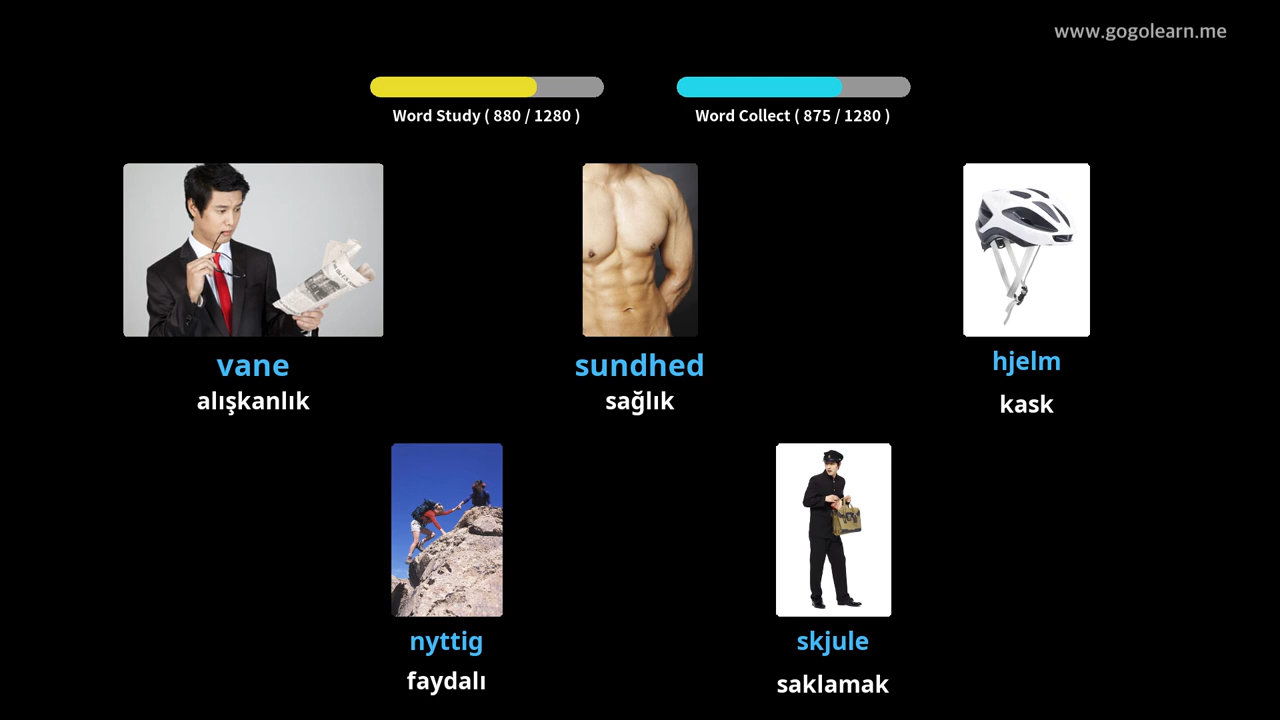 www.gogolearn.me
Word Study ( 880 / 1280 )
Word Collect ( 875 / 1280 )
vane
alışkanlık
sundhed
sağlık
hjelm
kask
nyttig
faydalı
skjule
saklamak